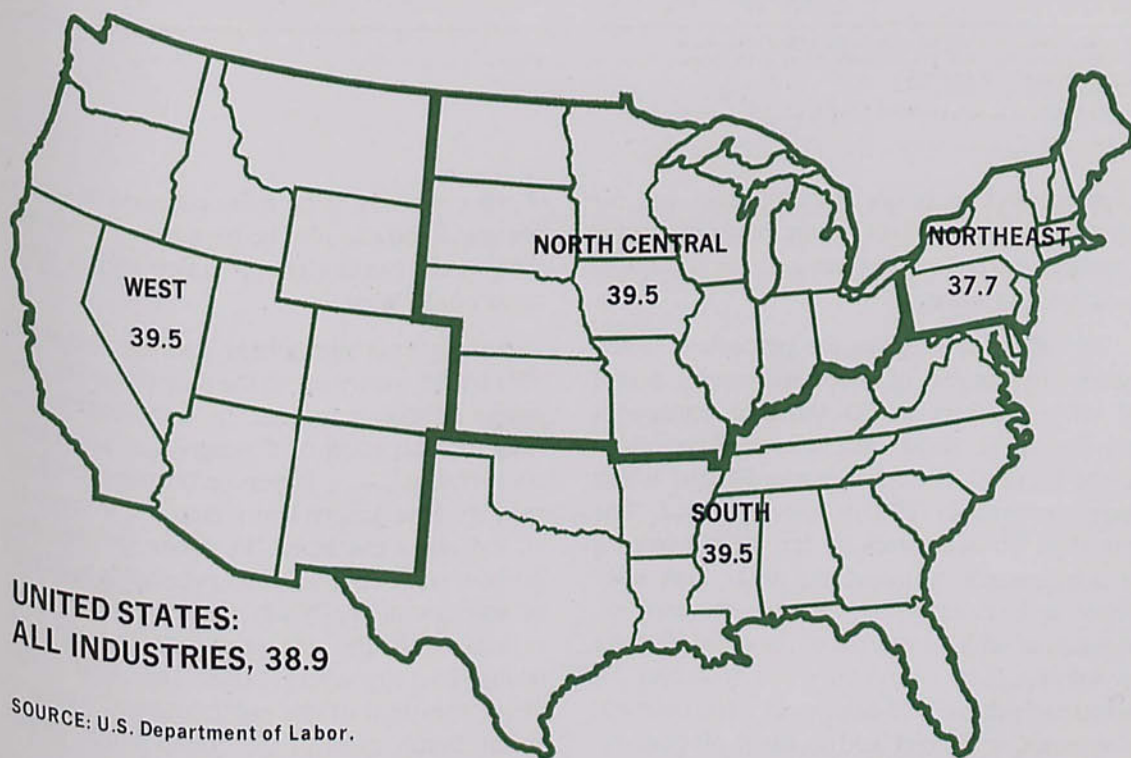 NORTH CENTRAL
39.5
NORTHEAST
37.7
WEST
39.5
SOUTH
39.5
UNITED STATES:
ALL INDUSTRIES, 38.9
SOURCE: U.S. Department of Labor.